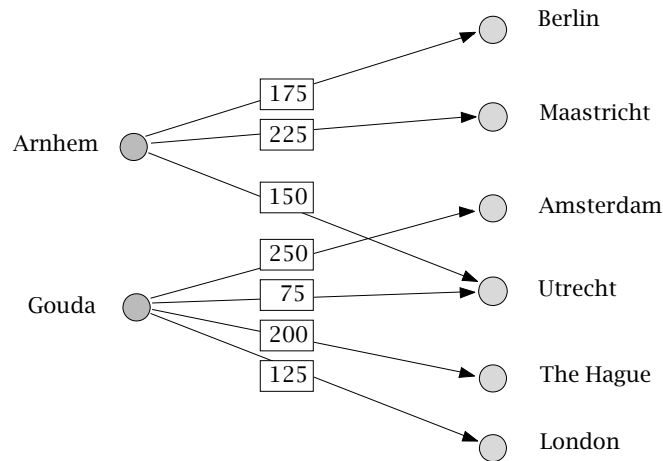 Berlin
175
Maastricht
225
Arnhem
150
Amsterdam
250
Utrecht
75
Gouda
200
The Hague
125
London